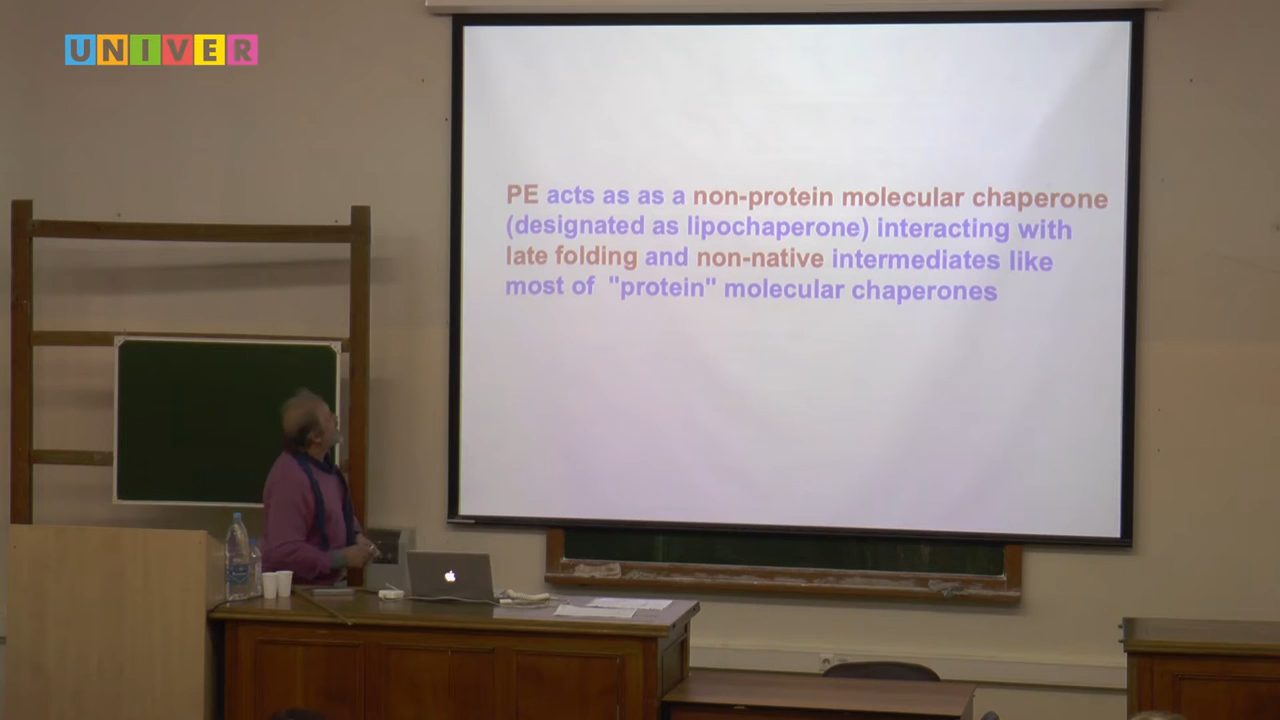 UNIVER
PE acts as as a non-protein molecular chaperone
(designated as lipochaperone) interacting with
late folding and non-native intermediates like
most of "protein" molecular chaperones